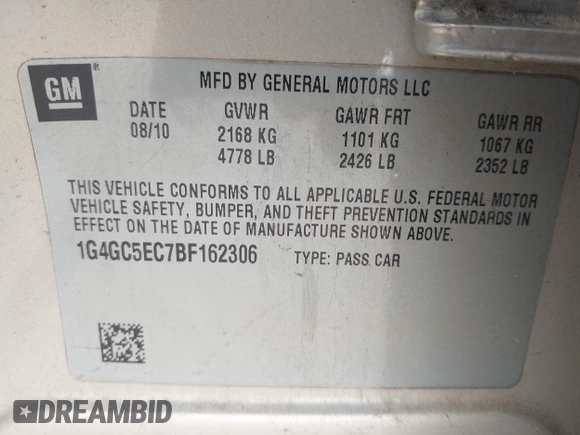 GM ®
MFD BY GENERAL MOTORS LLC
DATE GVWR GAWR FRT GAWR RR
08/10 2168 KG 1101 KG 1067 KG
4778 LB 2426 LB 2352 LB
THIS VEHICLE CONFORMS TO ALL APPLICABLE U.S. FEDERAL MOTOR
VEHICLE SAFETY, BUMPER, AND THEFT PREVENTION STANDARDS IN
EFFECT ON THE DATE OF MANUFACTURE SHOWN ABOVE.
1G4GC5EC7BF162306 TYPE: PASS CAR
DREAMBID